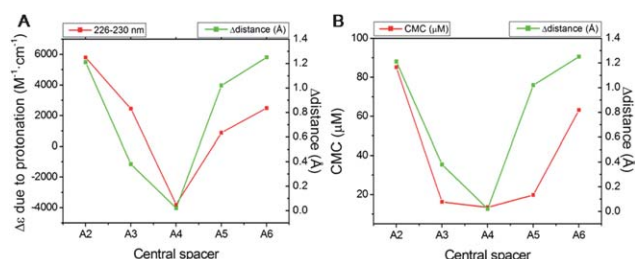 A
226-230 nm
Δdistance (Å)
Δε due to protonation (M⁻¹·cm⁻¹)
6000
4000
2000
0
-2000
-4000
1.4
1.2
1.0
0.8
0.6
0.4
0.2
0.0
Δdistance (Å)
A2 A3 A4 A5 A6
Central spacer
B
CMC (μM)
Δdistance (Å)
CMC (μM)
100
80
60
40
20
1.4
1.2
1.0
0.8
0.6
0.4
0.2
0.0
Δdistance (Å)
A2 A3 A4 A5 A6
Central spacer